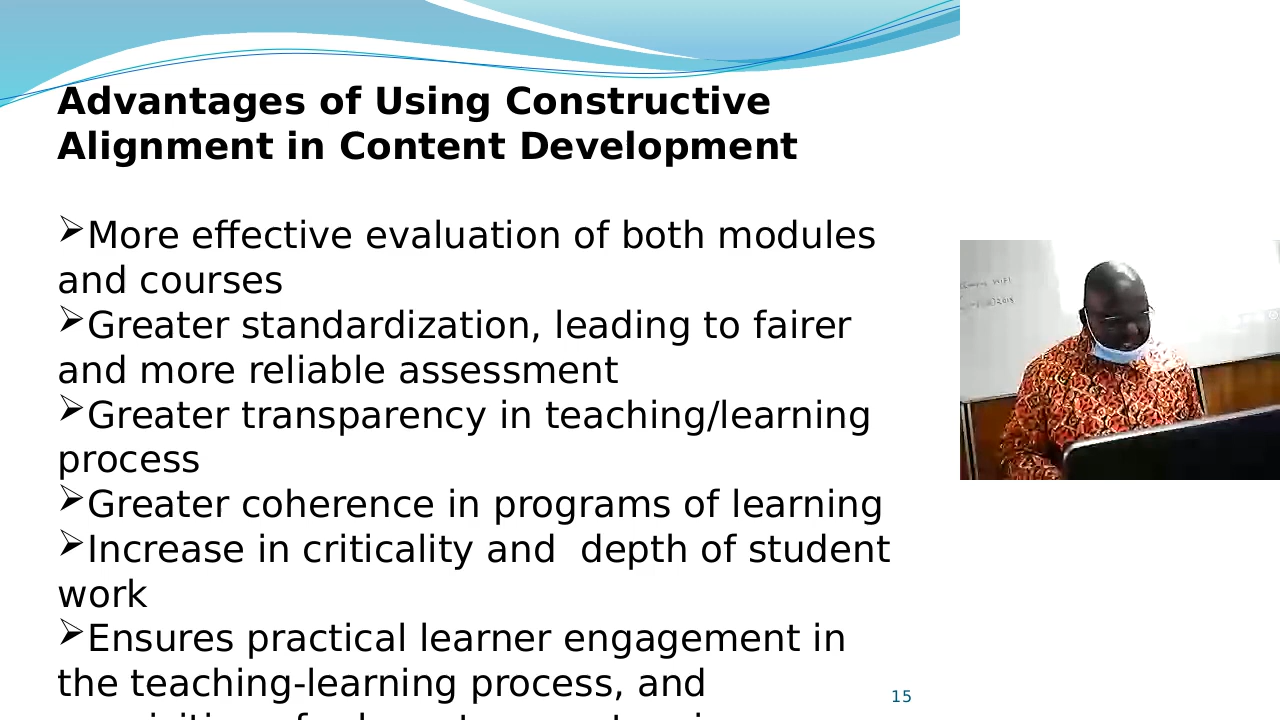 Advantages of Using Constructive
Alignment in Content Development
➢More effective evaluation of both modules
and courses
➢Greater standardization, leading to fairer
and more reliable assessment
➢Greater transparency in teaching/learning
process
➢Greater coherence in programs of learning
➢Increase in criticality and  depth of student
work
➢Ensures practical learner engagement in
the teaching-learning process, and
15